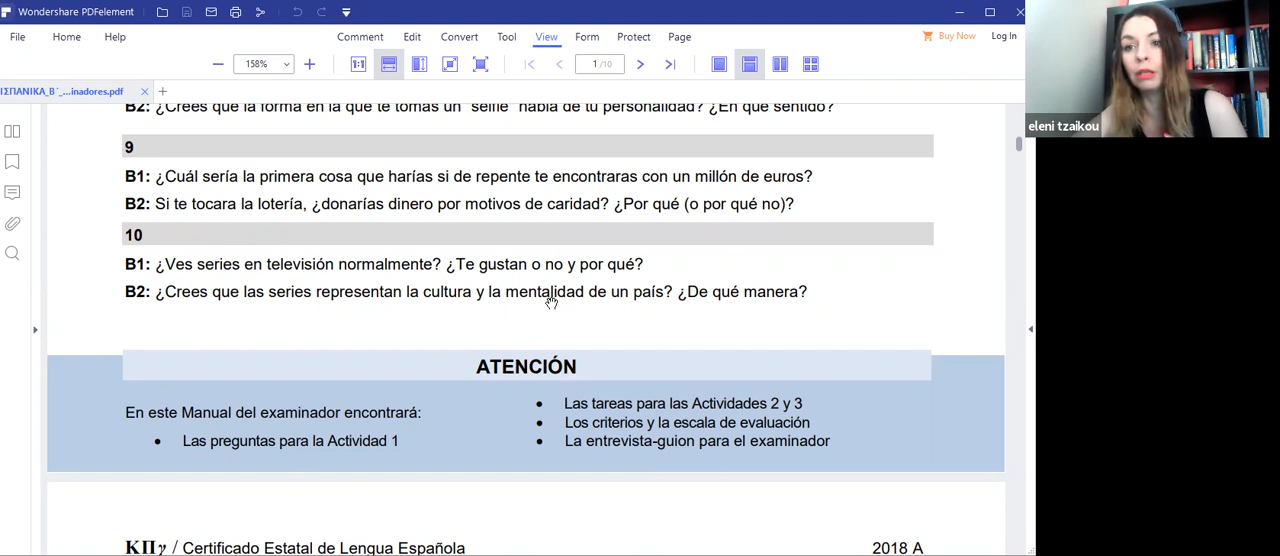 Wondershare PDFelement
File Home Help Comment Edit Convert Tool View Form Protect Page Buy Now Log In
158% 1:1 1/10
ΙΣΠΑΝΙΚΑ_Β΄_...inadores.pdf
eleni tzaikou
B2: ¿Crees que la forma en la que te tomas un "selfie" habla de tu personalidad? ¿En qué sentido?
9
B1: ¿Cuál sería la primera cosa que harías si de repente te encontraras con un millón de euros?
B2: Si te tocara la lotería, ¿donarías dinero por motivos de caridad? ¿Por qué (o por qué no)?
10
B1: ¿Ves series en televisión normalmente? ¿Te gustan o no y por qué?
B2: ¿Crees que las series representan la cultura y la mentalidad de un país? ¿De qué manera?
ATENCIÓN
En este Manual del examinador encontrará:
• Las preguntas para la Actividad 1
• Las tareas para las Actividades 2 y 3
• Los criterios y la escala de evaluación
• La entrevista-guion para el examinador
ΚΠγ / Certificado Estatal de Lengua Española 2018 A